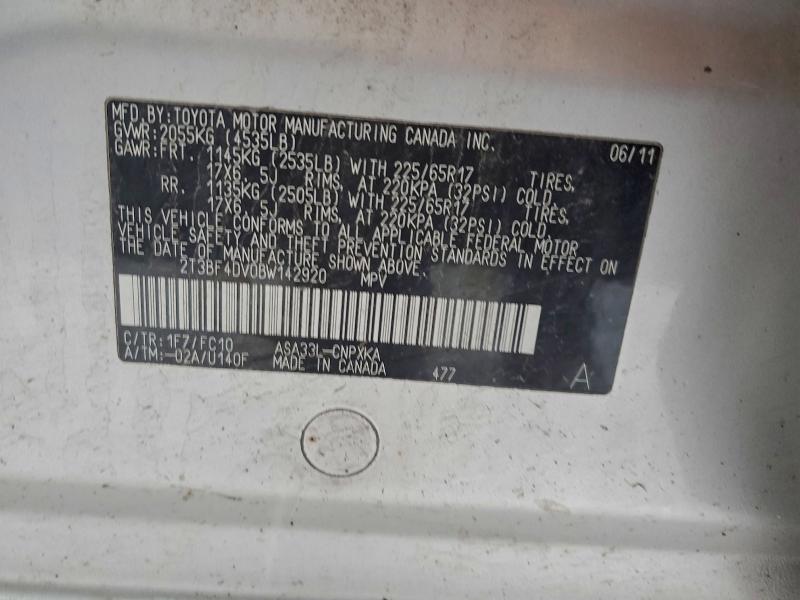 MFD.BY:TOYOTA MOTOR MANUFACTURING CANADA INC. 06/11
GVWR:2055KG (4535LB)
GAWR:FRT. 1145KG (2535LB) WITH 225/65R17 TIRES,
17X6.5J RIMS, AT 220KPA (32PSI) COLD.
RR. 1135KG (2505LB) WITH 225/65R17 TIRES,
17X6.5J RIMS, AT 220KPA (32PSI) COLD.
THIS VEHICLE CONFORMS TO ALL APPLICABLE FEDERAL MOTOR
VEHICLE SAFETY AND THEFT PREVENTION STANDARDS IN EFFECT ON
THE DATE OF MANUFACTURE SHOWN ABOVE.
2T3BF4DV0BW142920 MPV
C/TR:1F7/FC10 ASA33L-CNPXKA
A/TM:-02A/U140F MADE IN CANADA 477 A